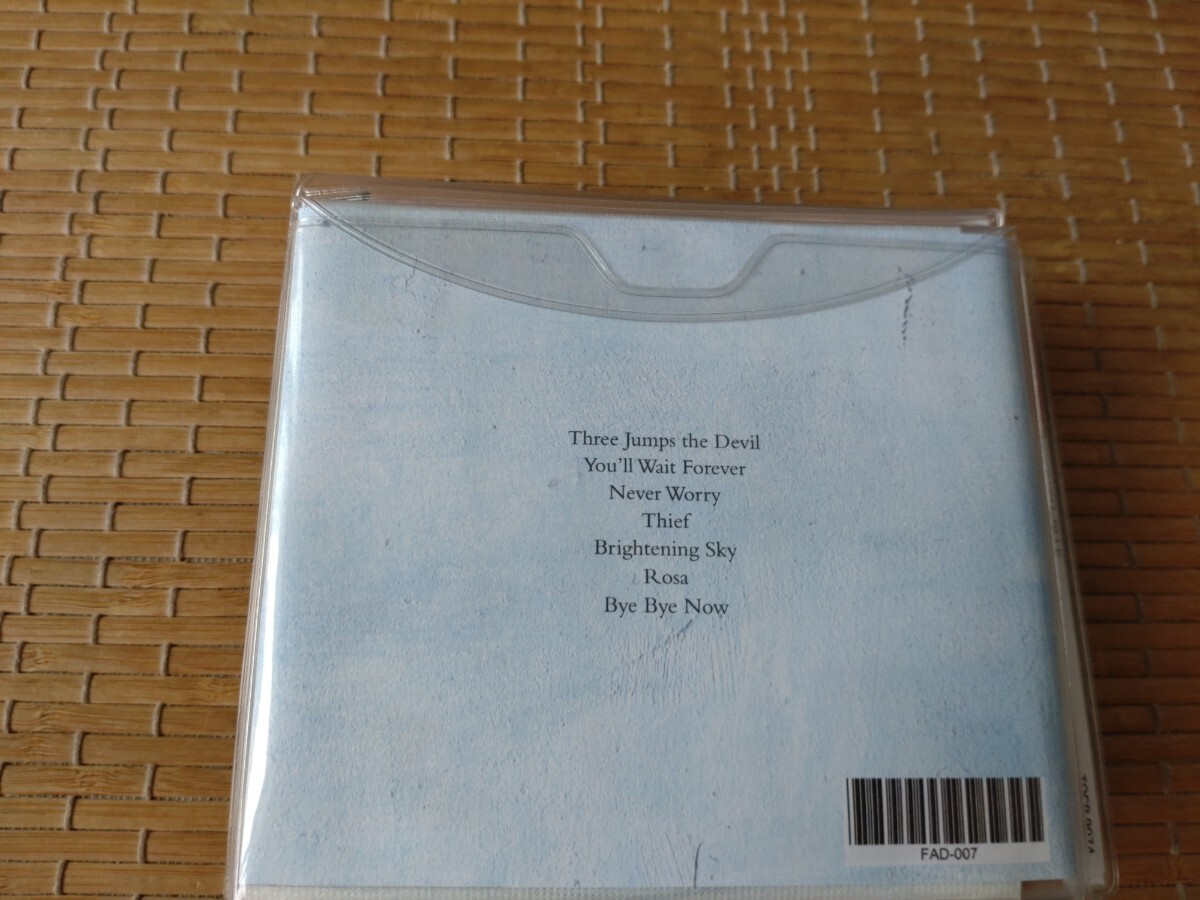 Three Jumps the Devil
You'll Wait Forever
Never Worry
Thief
Brightening Sky
Rosa
Bye Bye Now
FAD-007